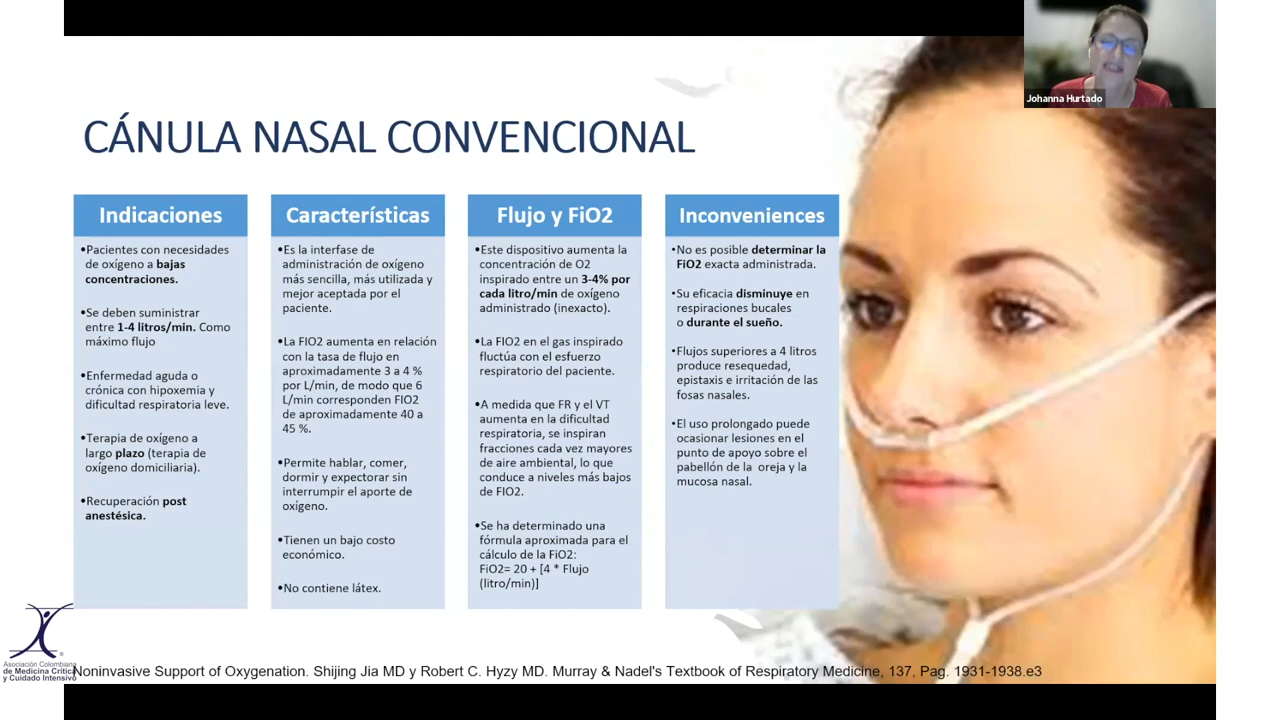 Johanna Hurtado
CÁNULA NASAL CONVENCIONAL
Indicaciones
•Pacientes con necesidades
de oxígeno a bajas
concentraciones.
•Se deben suministrar
entre 1-4 litros/min. Como
máximo flujo
•Enfermedad aguda o
crónica con hipoxemia y
dificultad respiratoria leve.
•Terapia de oxígeno a
largo plazo (terapia de
oxígeno domiciliaria).
•Recuperación post
anestésica.
Características
•Es la interfase de
administración de oxígeno
más sencilla, más utilizada y
mejor aceptada por el
paciente.
•La FIO2 aumenta en relación
con la tasa de flujo en
aproximadamente 3 a 4 %
por L/min, de modo que 6
L/min corresponden FIO2
de aproximadamente 40 a
45 %.
•Permite hablar, comer,
dormir y expectorar sin
interrumpir el aporte de
oxígeno.
•Tienen un bajo costo
económico.
•No contiene látex.
Flujo y FiO2
•Este dispositivo aumenta la
concentración de O2
inspirado entre un 3-4% por
cada litro/min de oxígeno
administrado (inexacto).
•La FIO2 en el gas inspirado
fluctúa con el esfuerzo
respiratorio del paciente.
•A medida que FR y el VT
aumenta en la dificultad
respiratoria, se inspiran
fracciones cada vez mayores
de aire ambiental, lo que
conduce a niveles más bajos
de FIO2.
•Se ha determinado una
fórmula aproximada para el
cálculo de la FiO2:
FiO2= 20 + [4 * Flujo
(litro/min)]
Inconveniences
•No es posible determinar la
FiO2 exacta administrada.
•Su eficacia disminuye en
respiraciones bucales
o durante el sueño.
•Flujos superiores a 4 litros
produce resequedad,
epistaxis e irritación de las
fosas nasales.
•El uso prolongado puede
ocasionar lesiones en el
punto de apoyo sobre el
pabellón de la oreja y la
mucosa nasal.
Asociación Colombiana
de Medicina Crítica
y Cuidado Intensivo
Noninvasive Support of Oxygenation. Shijing Jia MD y Robert C. Hyzy MD. Murray & Nadel's Textbook of Respiratory Medicine, 137, Pag. 1931-1938.e3